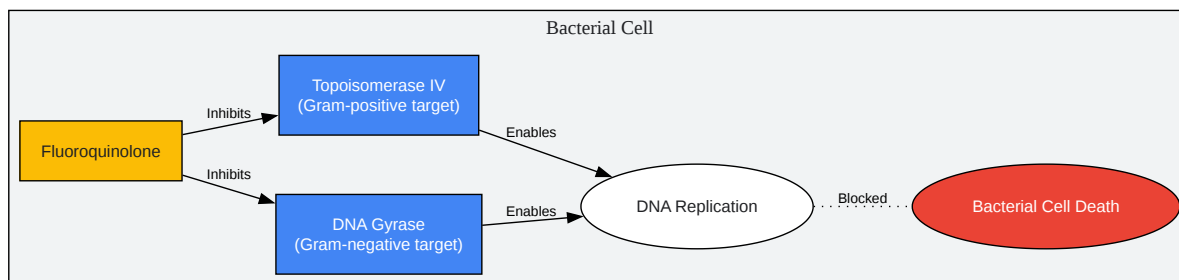 Bacterial Cell
Topoisomerase IV
(Gram-positive target)
Inhibits
Enables
Fluoroquinolone
Inhibits
DNA Gyrase
(Gram-negative target)
Enables
DNA Replication
Blocked
Bacterial Cell Death